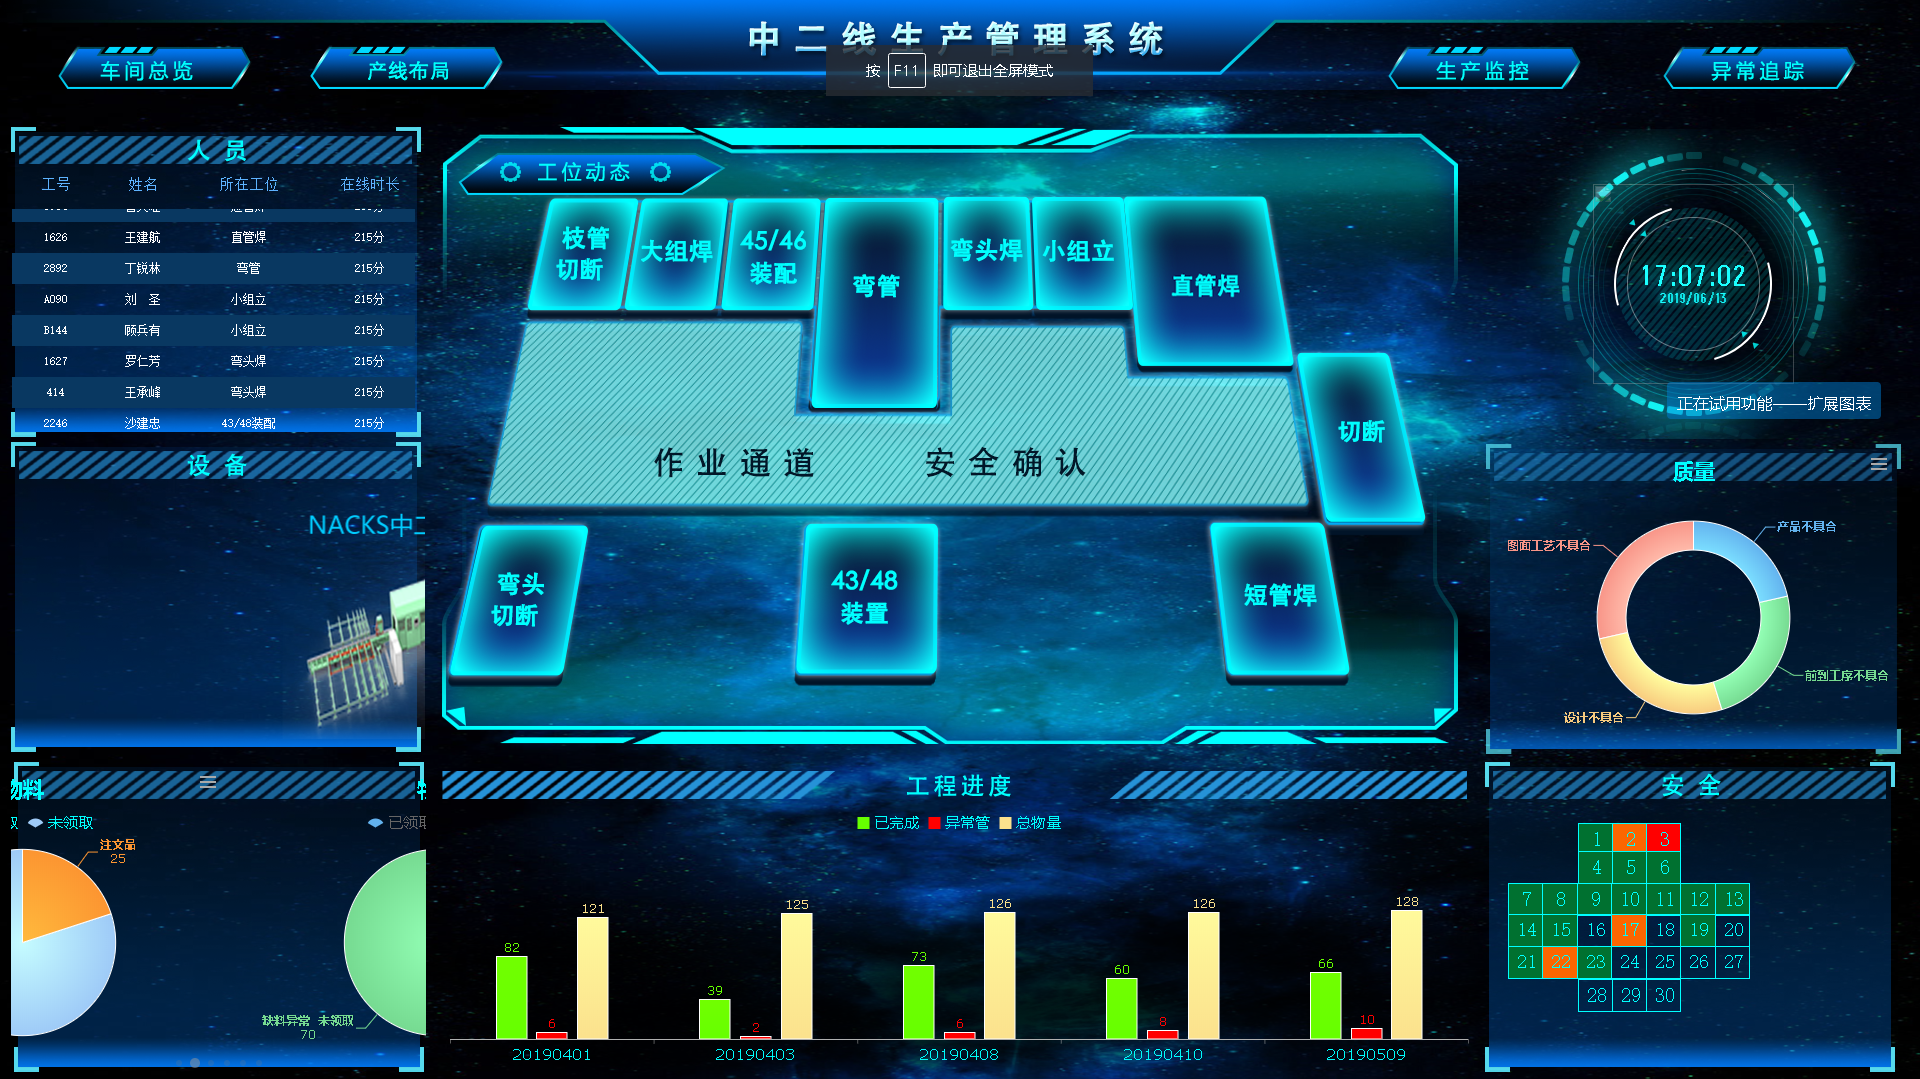 中二线生产管理系统
车间总览
产线布局
生产监控
异常追踪
按 F11 即可退出全屏模式
人 员
工号 姓名 所在工位 在线时长
1626 王建航 直管焊 215分
2892 丁锐林 弯管 215分
A090 刘 圣 小组立 215分
B144 顾兵有 小组立 215分
1627 罗仁芳 弯头焊 215分
414 王承峰 弯头焊 215分
2246 沙建忠 43/48装配 215分
设 备
NACKS中
工位动态
枝管
切断
大组焊
45/46
装配
弯管
弯头焊
小组立
直管焊
切断
作业通道 安全确认
弯头
切断
43/48
装置
短管焊
17:07:02
2019/06/13
正在试用功能——扩展图表
质量
产品不具合
图面工艺不具合
前到工序不具合
设计不具合
物料
未领取
已领取
注文品
25
缺料异常 未领取
70
工程进度
已完成 异常管 总物量
82 6 121
39 2 125
73 6 126
60 8 126
66 10 128
20190401 20190403 20190408 20190410 20190509
安 全
1 2 3
4 5 6
7 8 9 10 11 12 13
14 15 16 17 18 19 20
21 22 23 24 25 26 27
28 29 30